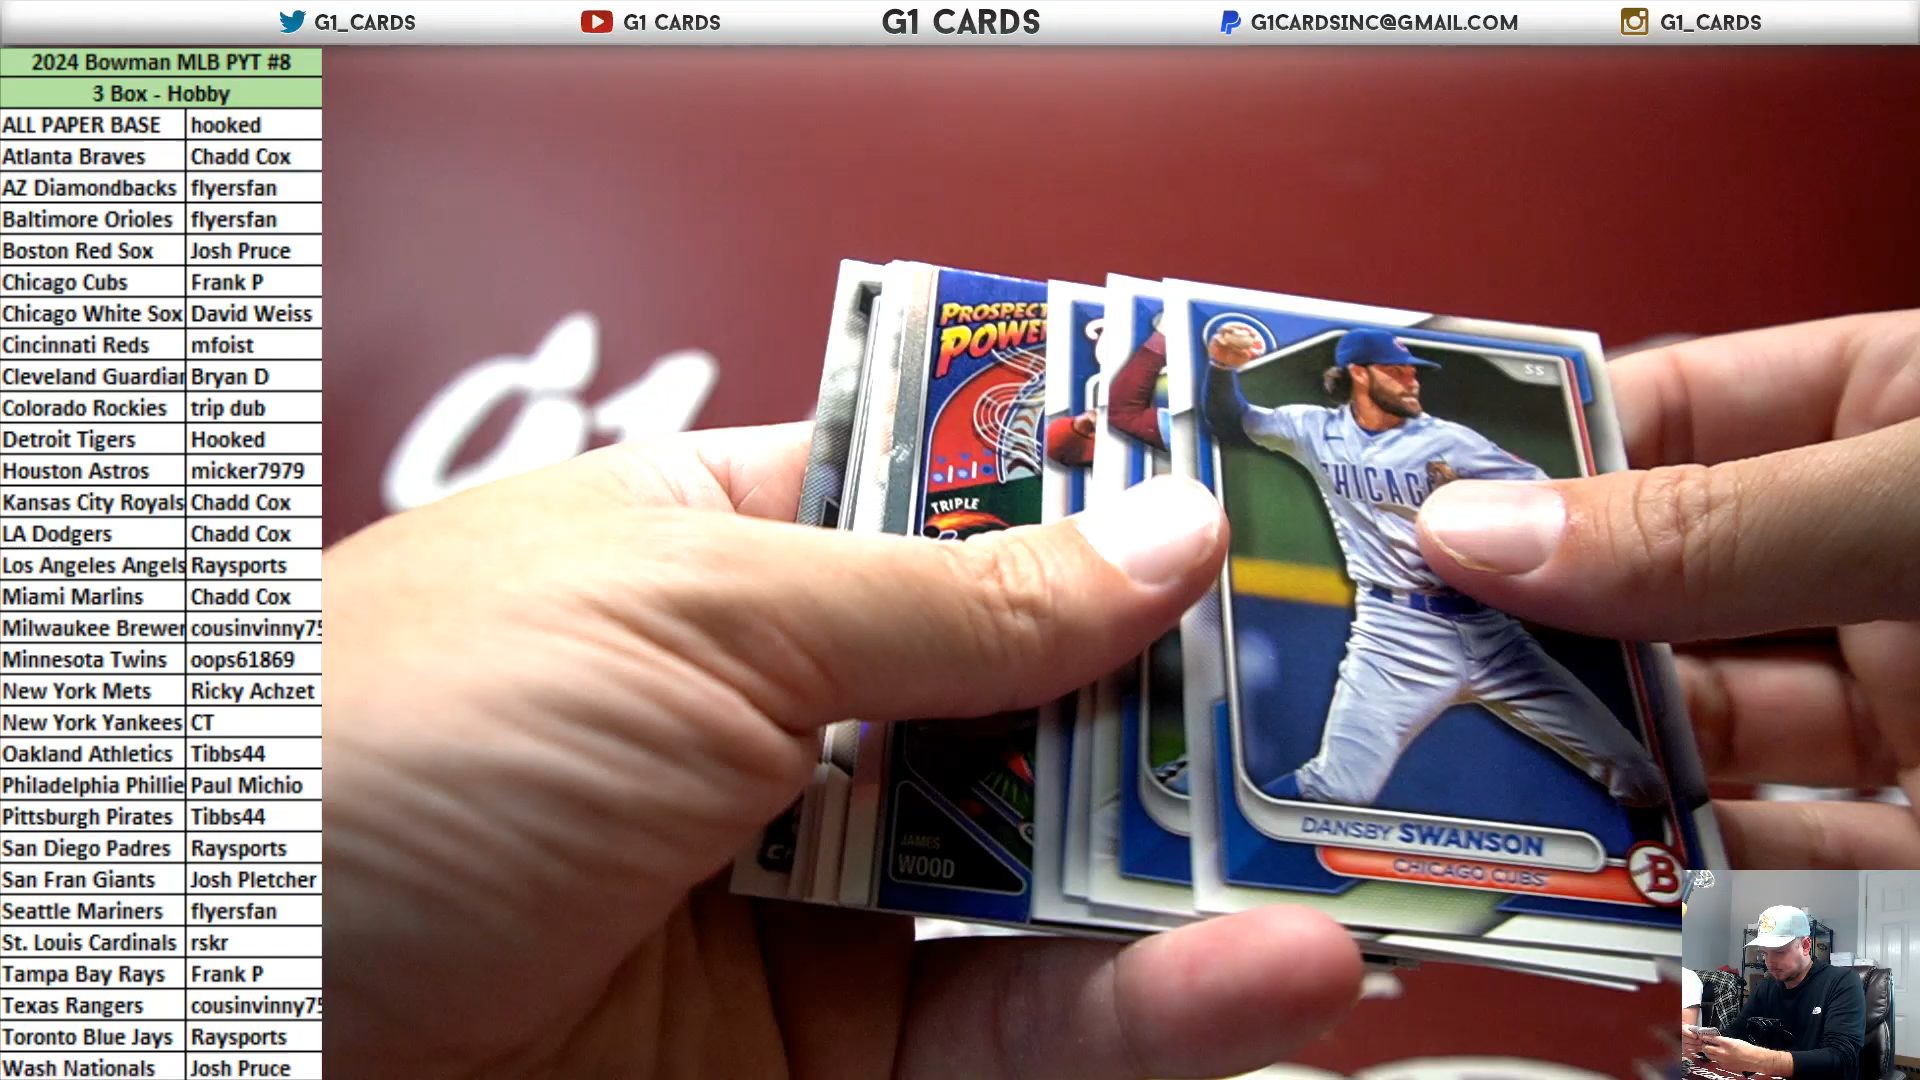 G1_CARDS
G1 CARDS
G1 CARDS
G1CARDSINC@GMAIL.COM
G1_CARDS
2024 Bowman MLB PYT #8
3 Box - Hobby
ALL PAPER BASE hooked
Atlanta Braves Chadd Cox
AZ Diamondbacks flyersfan
Baltimore Orioles flyersfan
Boston Red Sox Josh Pruce
Chicago Cubs Frank P
Chicago White Sox David Weiss
Cincinnati Reds mfoist
Cleveland Guardian Bryan D
Colorado Rockies trip dub
Detroit Tigers Hooked
Houston Astros micker7979
Kansas City Royals Chadd Cox
LA Dodgers Chadd Cox
Los Angeles Angels Raysports
Miami Marlins Chadd Cox
Milwaukee Brewer cousinvinny75
Minnesota Twins oops61869
New York Mets Ricky Achzet
New York Yankees CT
Oakland Athletics Tibbs44
Philadelphia Phillie Paul Michio
Pittsburgh Pirates Tibbs44
San Diego Padres Raysports
San Fran Giants Josh Pletcher
Seattle Mariners flyersfan
St. Louis Cardinals rskr
Tampa Bay Rays Frank P
Texas Rangers cousinvinny75
Toronto Blue Jays Raysports
Wash Nationals Josh Pruce
G1
PROSPECT
POWE
TRIPLE
JAMES
WOOD
SS
CHICAGO
DANSBY SWANSON
CHICAGO CUBS
B